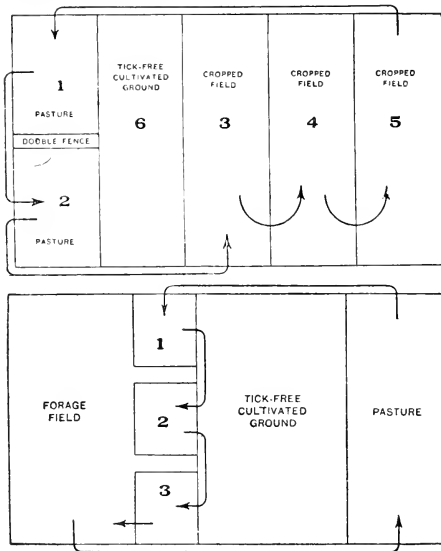 1
PASTURE
DOUBLE FENCE
2
PASTURE
TICK-FREE
CULTIVATED
GROUND
6
CROPPED
FIELD
3
CROPPED
FIELD
4
CROPPED
FIELD
5
FORAGE
FIELD
1
2
3
TICK-FREE
CULTIVATED
GROUND
PASTURE